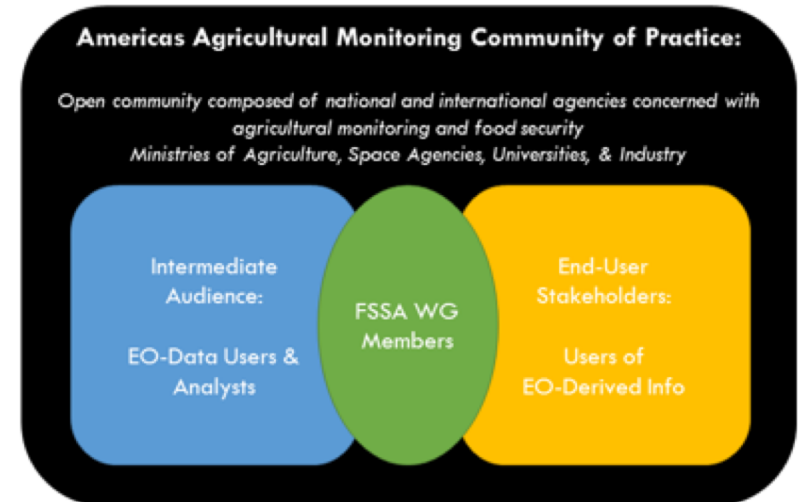 Americas Agricultural Monitoring Community of Practice:
Open community composed of national and international agencies concerned with
agricultural monitoring and food security
Ministries of Agriculture, Space Agencies, Universities, & Industry
Intermediate
Audience:
EO-Data Users &
Analysts
FSSA WG
Members
End-User
Stakeholders:
Users of
EO-Derived Info